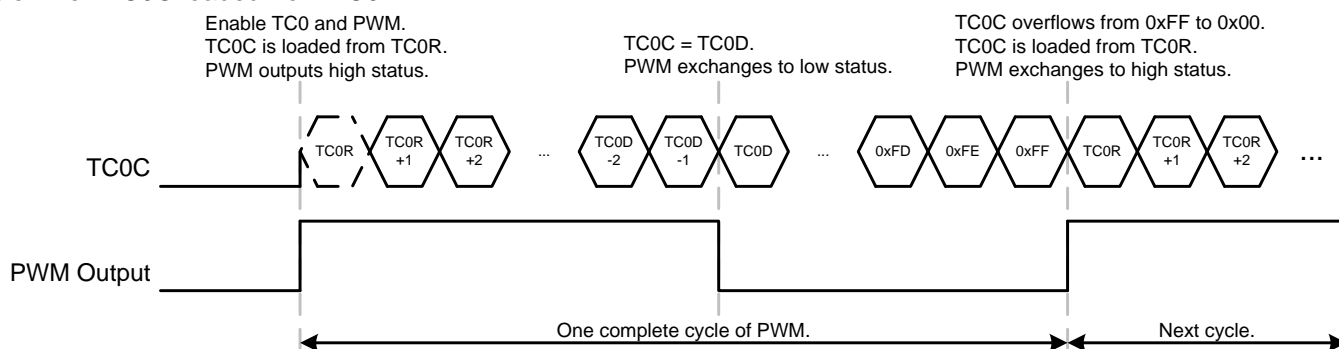 Enable TC0 and PWM.
TC0C is loaded from TC0R.
PWM outputs high status.
TC0C = TC0D.
PWM exchanges to low status.
TC0C overflows from 0xFF to 0x00.
TC0C is loaded from TC0R.
PWM exchanges to high status.
TC0C
TC0R
TC0R
+1
TC0R
+2
...
TC0D
-2
TC0D
-1
TC0D
...
0xFD
0xFE
0xFF
TC0R
TC0R
+1
TC0R
+2
...
PWM Output
One complete cycle of PWM.
Next cycle.